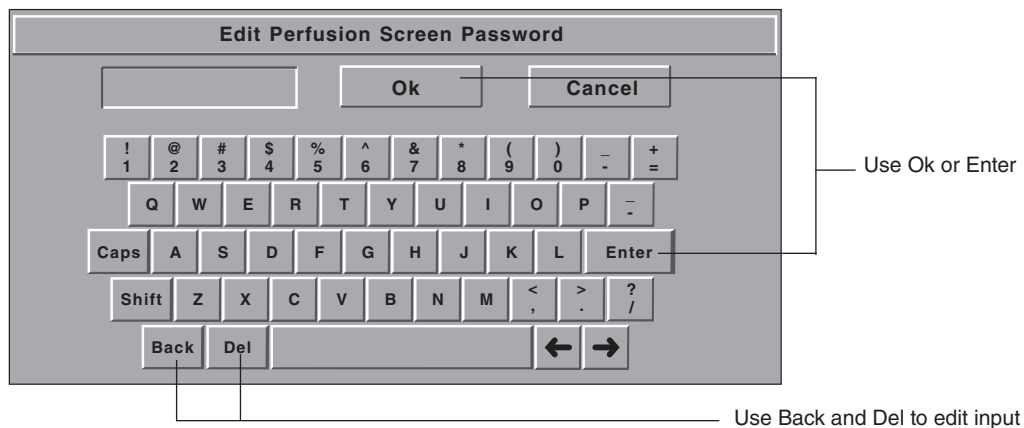 Edit Perfusion Screen Password
Ok Cancel
! @ # $ % ^ & * ( ) _ +
1 2 3 4 5 6 7 8 9 0 - =
Use Ok or Enter
Q W E R T Y U I O P _
-
Caps A S D F G H J K L Enter
Shift Z X C V B N M < > ?
, . /
Back Del ← →
Use Back and Del to edit input